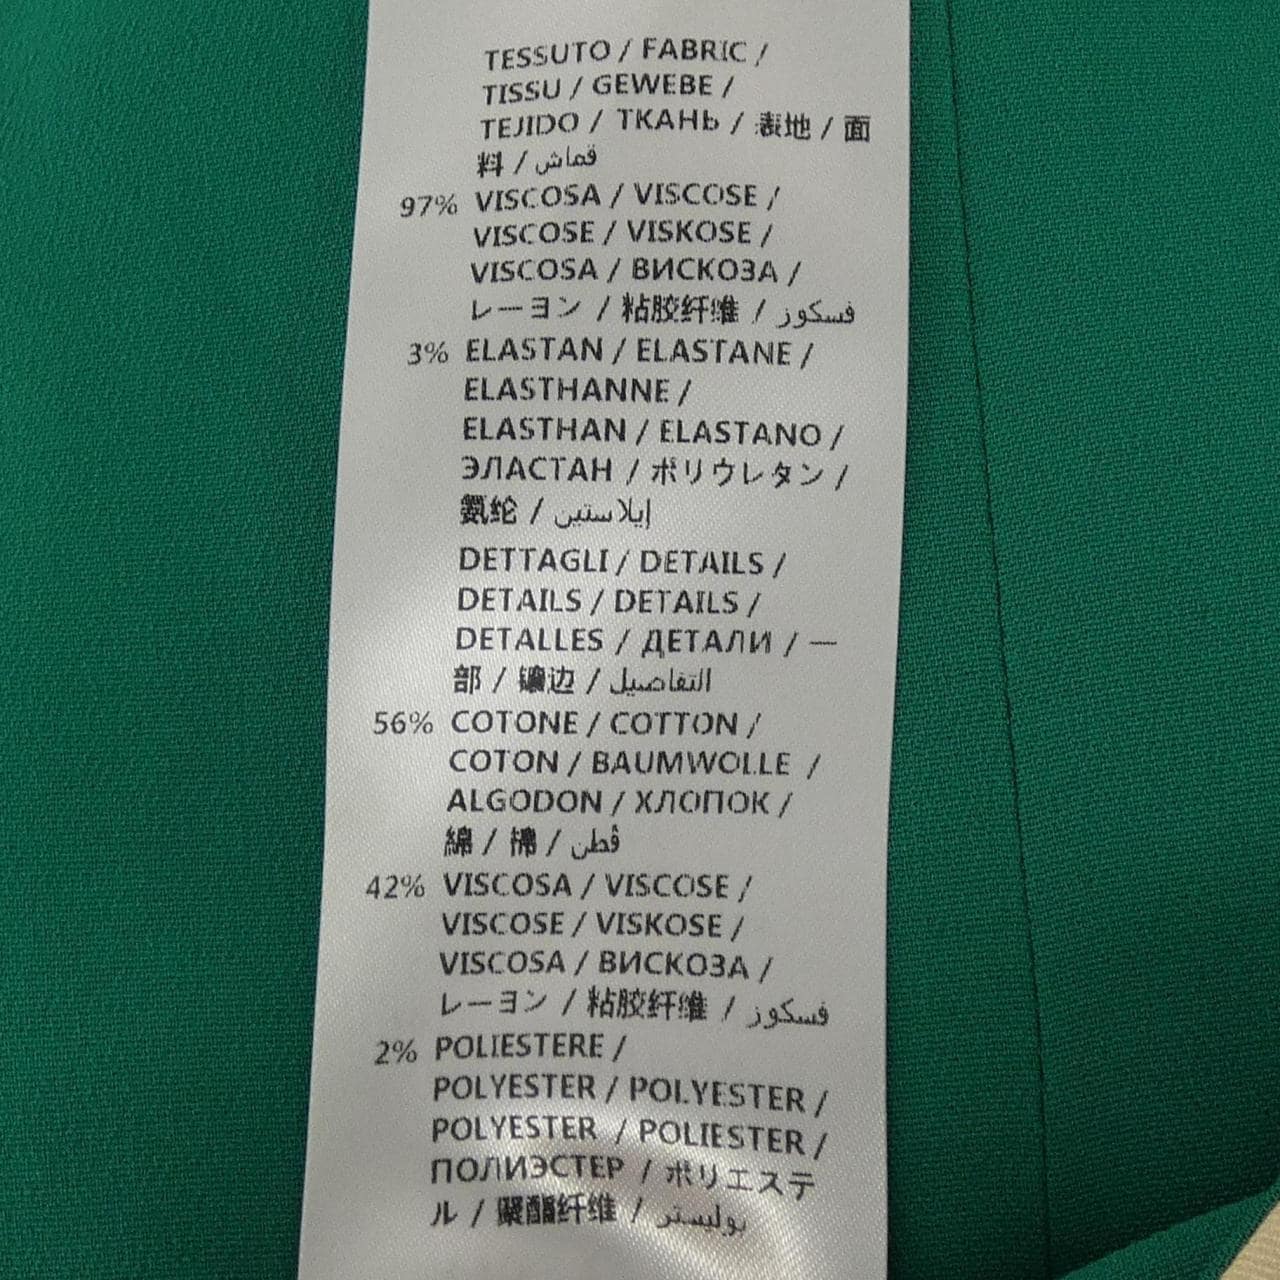 TESSUTO / FABRIC /
TISSU / GEWEBE /
TEJIDO / ТКАНЬ / 表地 / 面
料 / قماش
97% VISCOSA / VISCOSE /
VISCOSE / VISKOSE /
VISCOSA / ВИСКОЗА /
レーヨン / 粘胶纤维 / فسكوز
3% ELASTAN / ELASTANE /
ELASTHANNE /
ELASTHAN / ELASTANO /
ЭЛАСТАН / ポリウレタン /
氨纶 / إيلاستين
DETTAGLI / DETAILS /
DETAILS / DETAILS /
DETALLES / ДЕТАЛИ / 一
部 / 镶边 / التفاصيل
56% COTONE / COTTON /
COTON / BAUMWOLLE /
ALGODON / ХЛОПОК /
綿 / 棉 / قُطن
42% VISCOSA / VISCOSE /
VISCOSE / VISKOSE /
VISCOSA / ВИСКОЗА /
レーヨン / 粘胶纤维 / فسكوز
2% POLIESTERE /
POLYESTER / POLYESTER /
POLYESTER / POLIESTER /
ПОЛИЭСТЕР / ポリエステ
ル / 聚酯纤维 / بوليستر